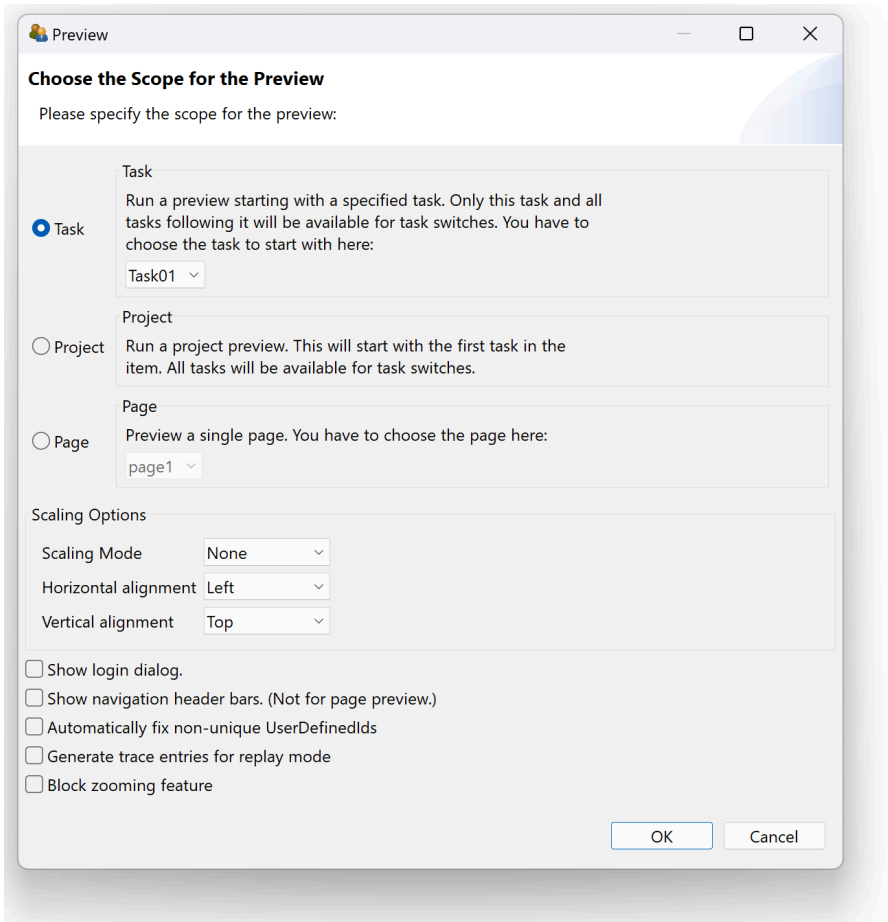 Preview
Choose the Scope for the Preview
Please specify the scope for the preview:
Task
Run a preview starting with a specified task. Only this task and all
tasks following it will be available for task switches. You have to
choose the task to start with here:
Task
Task01
Project
Run a project preview. This will start with the first task in the
item. All tasks will be available for task switches.
Project
Page
Preview a single page. You have to choose the page here:
Page
page1
Scaling Options
Scaling Mode None
Horizontal alignment Left
Vertical alignment Top
Show login dialog.
Show navigation header bars. (Not for page preview.)
Automatically fix non-unique UserDefinedIds
Generate trace entries for replay mode
Block zooming feature
OK Cancel